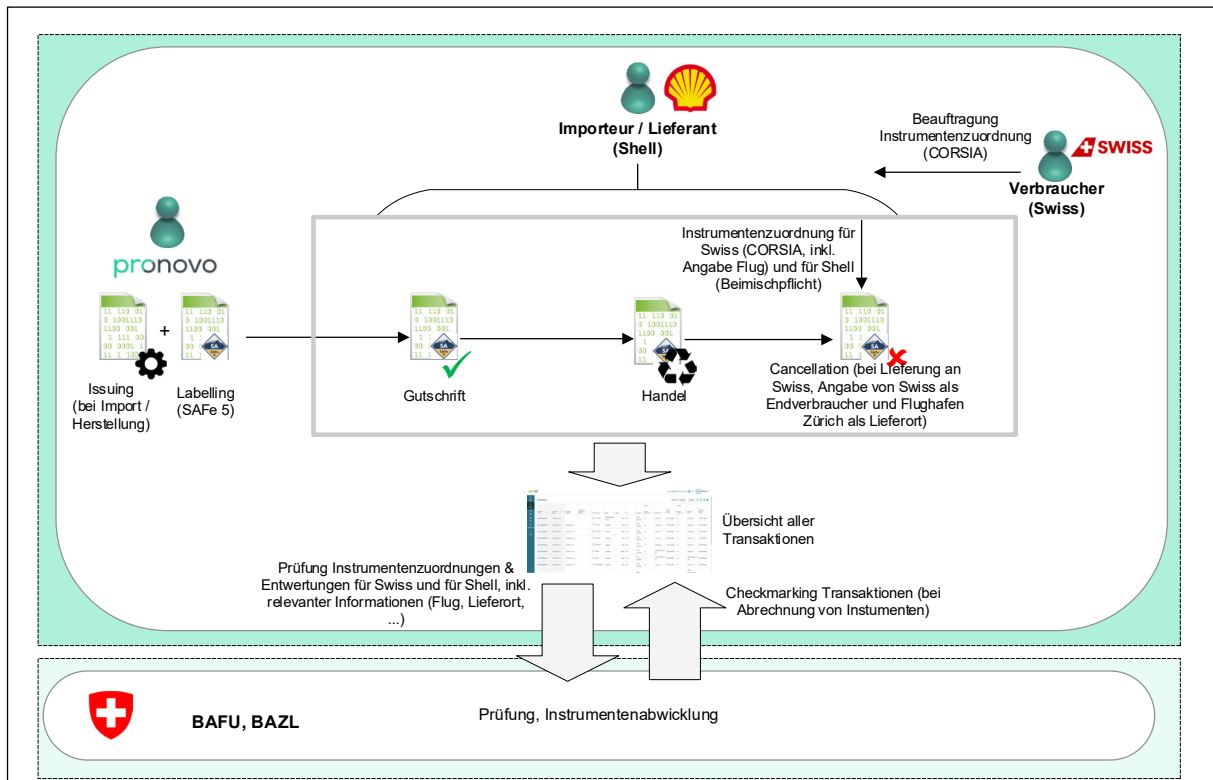 Importeur / Lieferant
(Shell)
Beauftragung
Instrumentenzuordnung
(CORSIA)
SWISS
Verbraucher
(Swiss)
pronovo
Instrumentenzuordnung für
Swiss (CORSIA, inkl.
Angabe Flug) und für Shell
(Beimischpflicht)
+
Issuing
(bei Import /
Herstellung)
Labelling
(SAFe 5)
Gutschrift
Handel
Cancellation (bei Lieferung an
Swiss, Angabe von Swiss als
Endverbraucher und Flughafen
Zürich als Lieferort)
Übersicht aller
Transaktionen
Prüfung Instrumentenzuordnungen &
Entwertungen für Swiss und für Shell, inkl.
relevanter Informationen (Flug, Lieferort,
...)
Checkmarking Transaktionen (bei
Abrechnung von Instumenten)
BAFU, BAZL
Prüfung, Instrumentenabwicklung